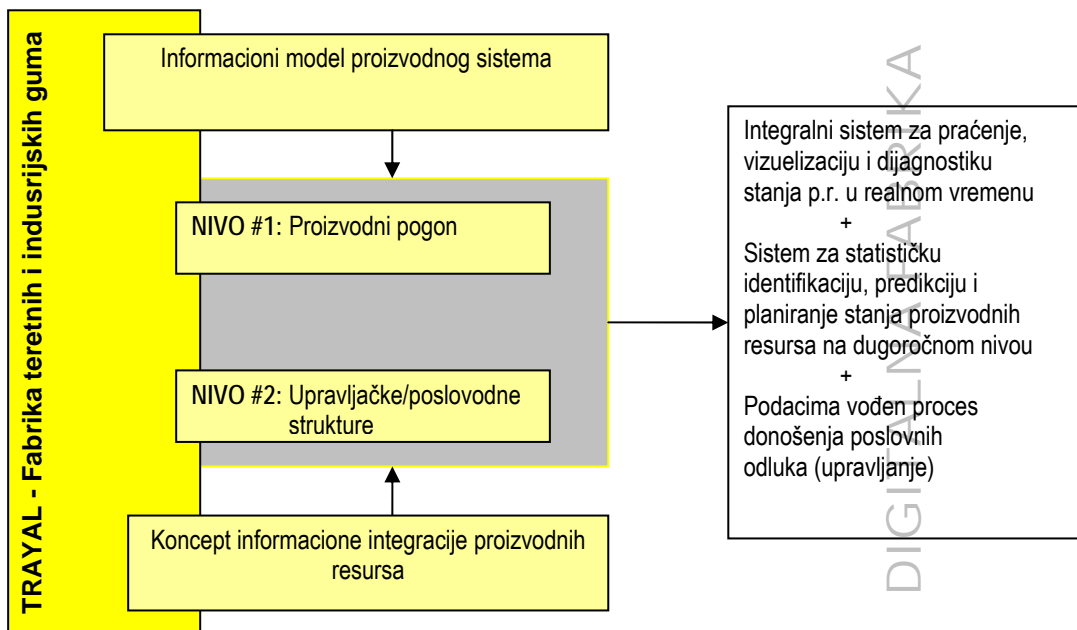 TRAYAL - Fabrika teretnih i indusrijskih guma
Informacioni model proizvodnog sistema
NIVO #1: Proizvodni pogon
NIVO #2: Upravljačke/poslovodne
strukture
Koncept informacione integracije proizvodnih
resursa
Integralni sistem za praćenje,
vizuelizaciju i dijagnostiku
stanja p.r. u realnom vremenu
+
Sistem za statističku
identifikaciju, predikciju i
planiranje stanja proizvodnih
resursa na dugoročnom nivou
+
Podacima vođen proces
donošenja poslovnih
odluka (upravljanje)
DIGITALNA FABRIKA